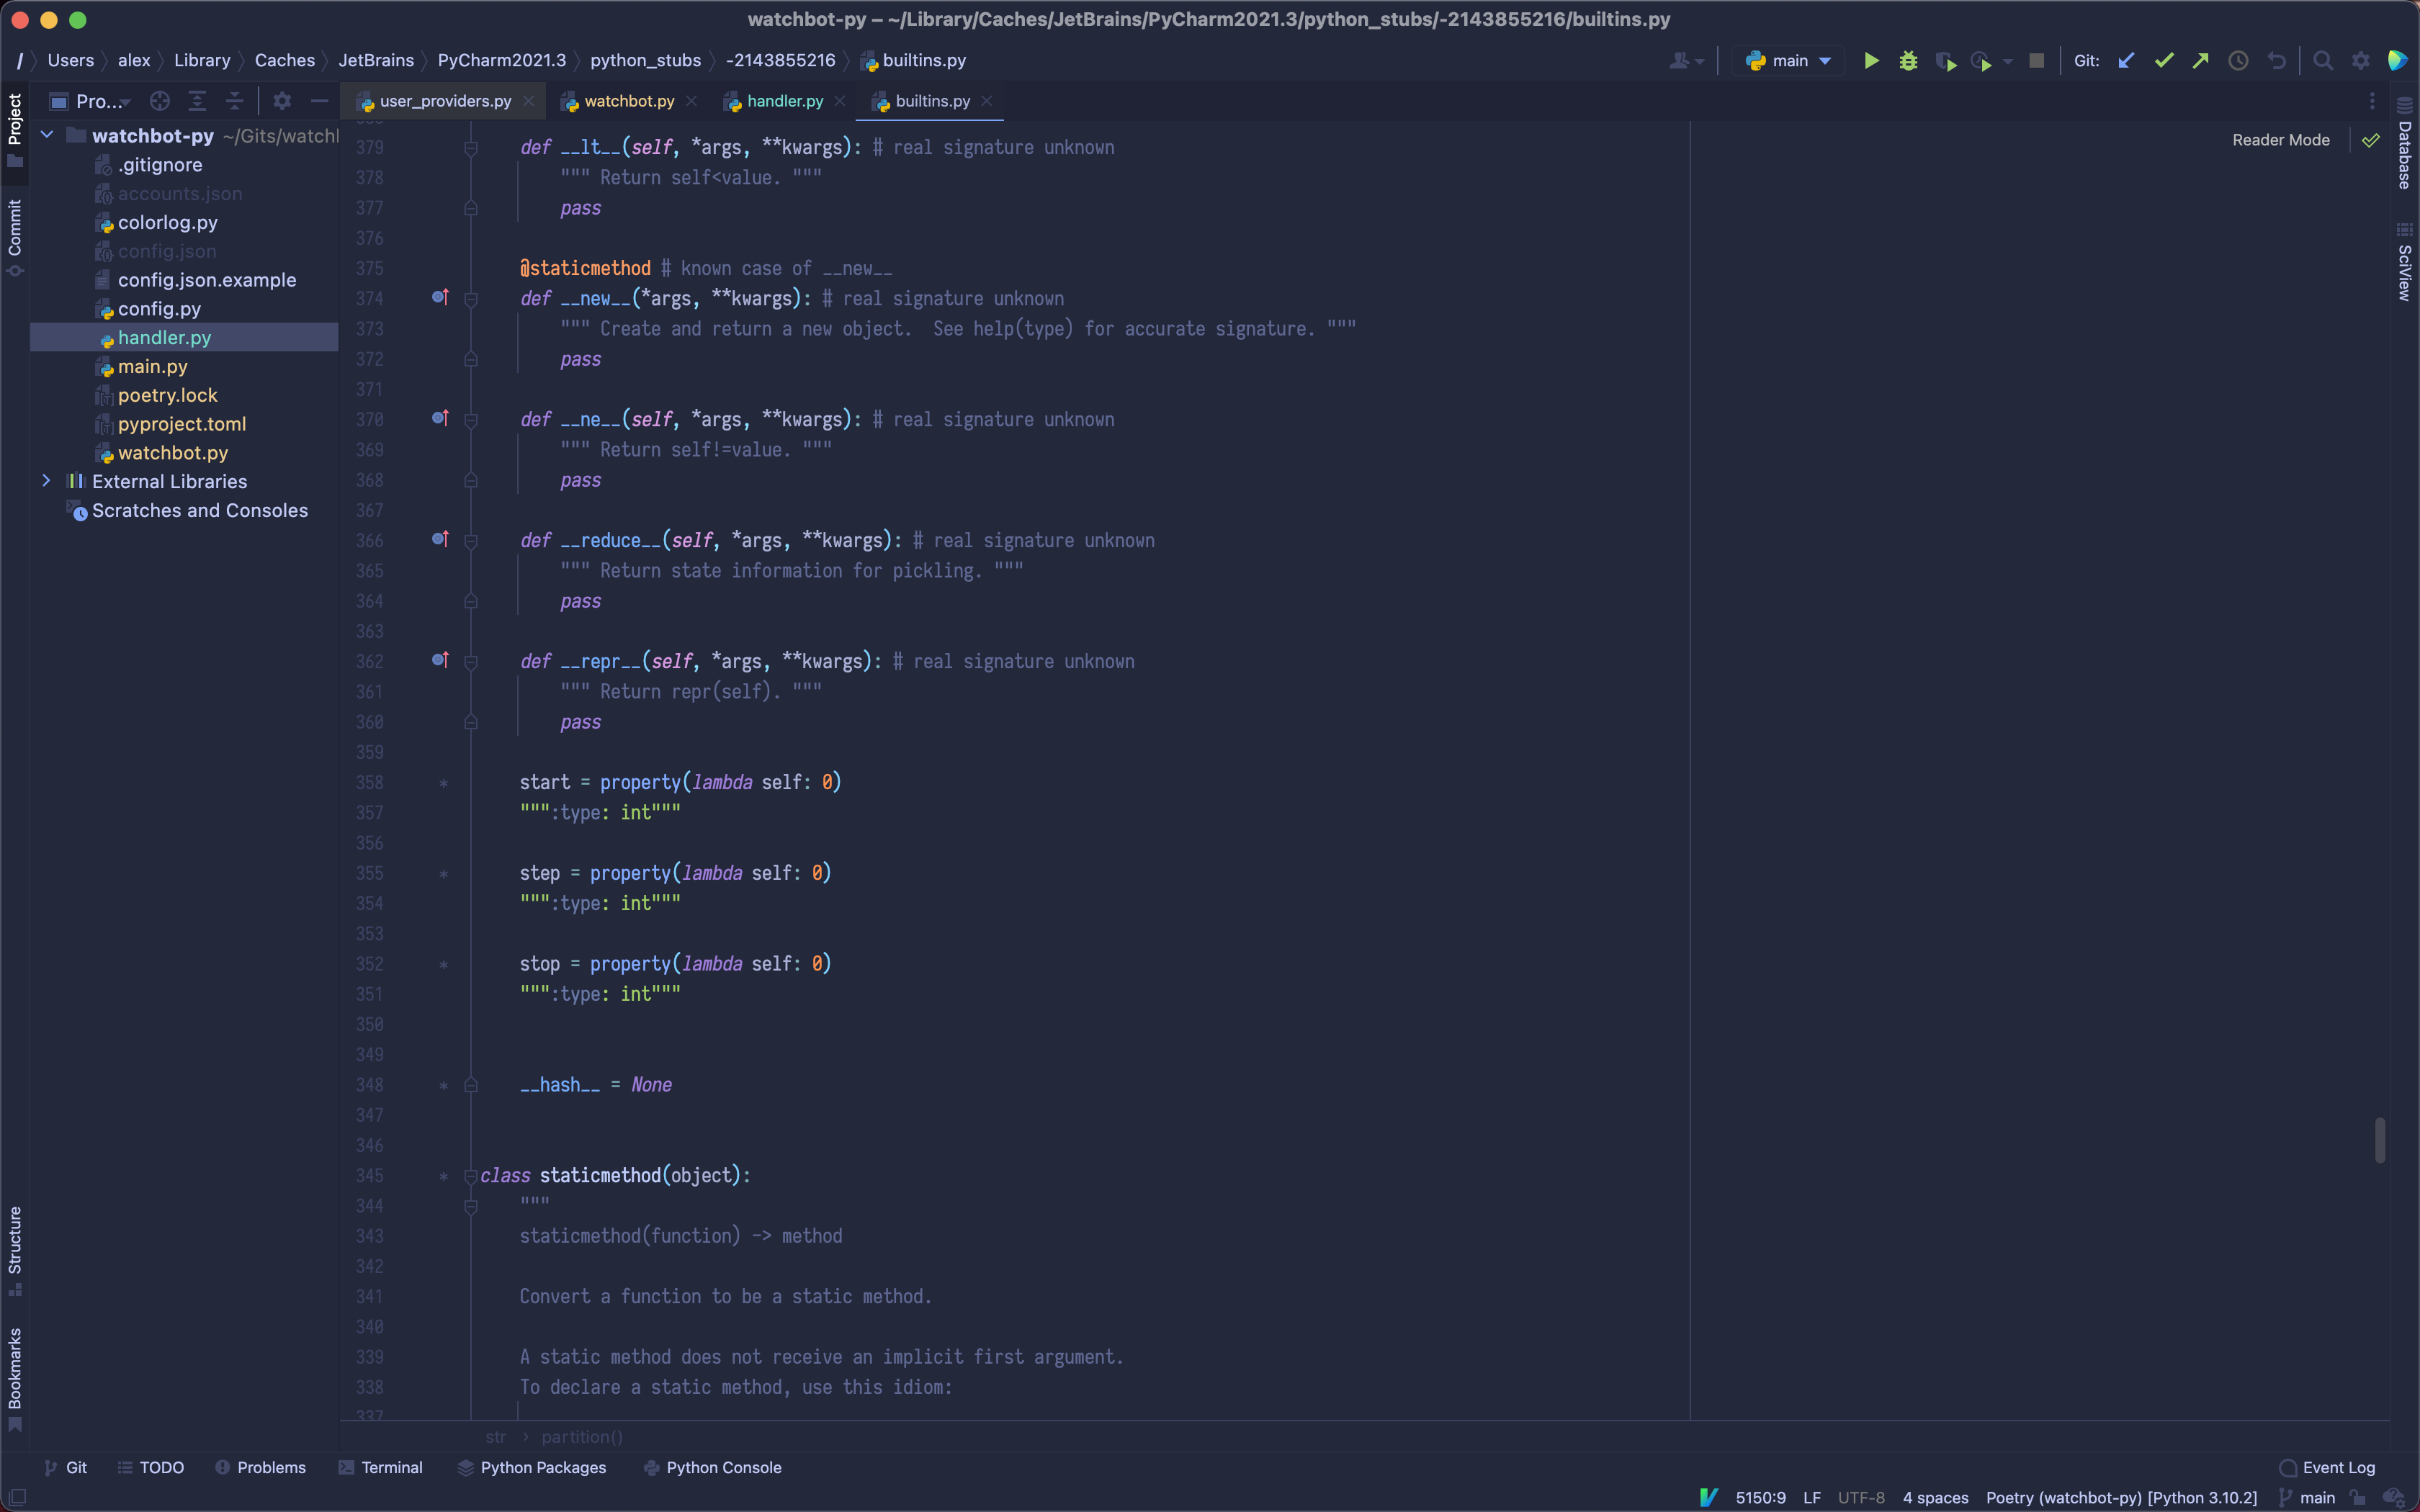 watchbot-py – ~/Library/Caches/JetBrains/PyCharm2021.3/python_stubs/-2143855216/builtins.py
/ Users alex Library Caches JetBrains PyCharm2021.3 python_stubs -2143855216 builtins.py
main Git:
Project
Pro...
user_providers.py watchbot.py handler.py builtins.py
watchbot-py ~/Gits/watchl
.gitignore
accounts.json
colorlog.py
config.json
config.json.example
config.py
handler.py
main.py
poetry.lock
pyproject.toml
watchbot.py
External Libraries
Scratches and Consoles
Commit
Structure
Bookmarks
Reader Mode
Database
SciView
379 def __lt__(self, *args, **kwargs): # real signature unknown
378 """ Return self<value. """
377 pass
376
375 @staticmethod # known case of __new__
374 def __new__(*args, **kwargs): # real signature unknown
373 """ Create and return a new object.  See help(type) for accurate signature. """
372 pass
371
370 def __ne__(self, *args, **kwargs): # real signature unknown
369 """ Return self!=value. """
368 pass
367
366 def __reduce__(self, *args, **kwargs): # real signature unknown
365 """ Return state information for pickling. """
364 pass
363
362 def __repr__(self, *args, **kwargs): # real signature unknown
361 """ Return repr(self). """
360 pass
359
358 * start = property(lambda self: 0)
357 """:type: int"""
356
355 * step = property(lambda self: 0)
354 """:type: int"""
353
352 * stop = property(lambda self: 0)
351 """:type: int"""
350
349
348 * __hash__ = None
347
346
345 * class staticmethod(object):
344 """
343 staticmethod(function) -> method
342
341 Convert a function to be a static method.
340
339 A static method does not receive an implicit first argument.
338 To declare a static method, use this idiom:
337
str › partition()
Git TODO Problems Terminal Python Packages Python Console Event Log
5150:9 LF UTF-8 4 spaces Poetry (watchbot-py) [Python 3.10.2] main